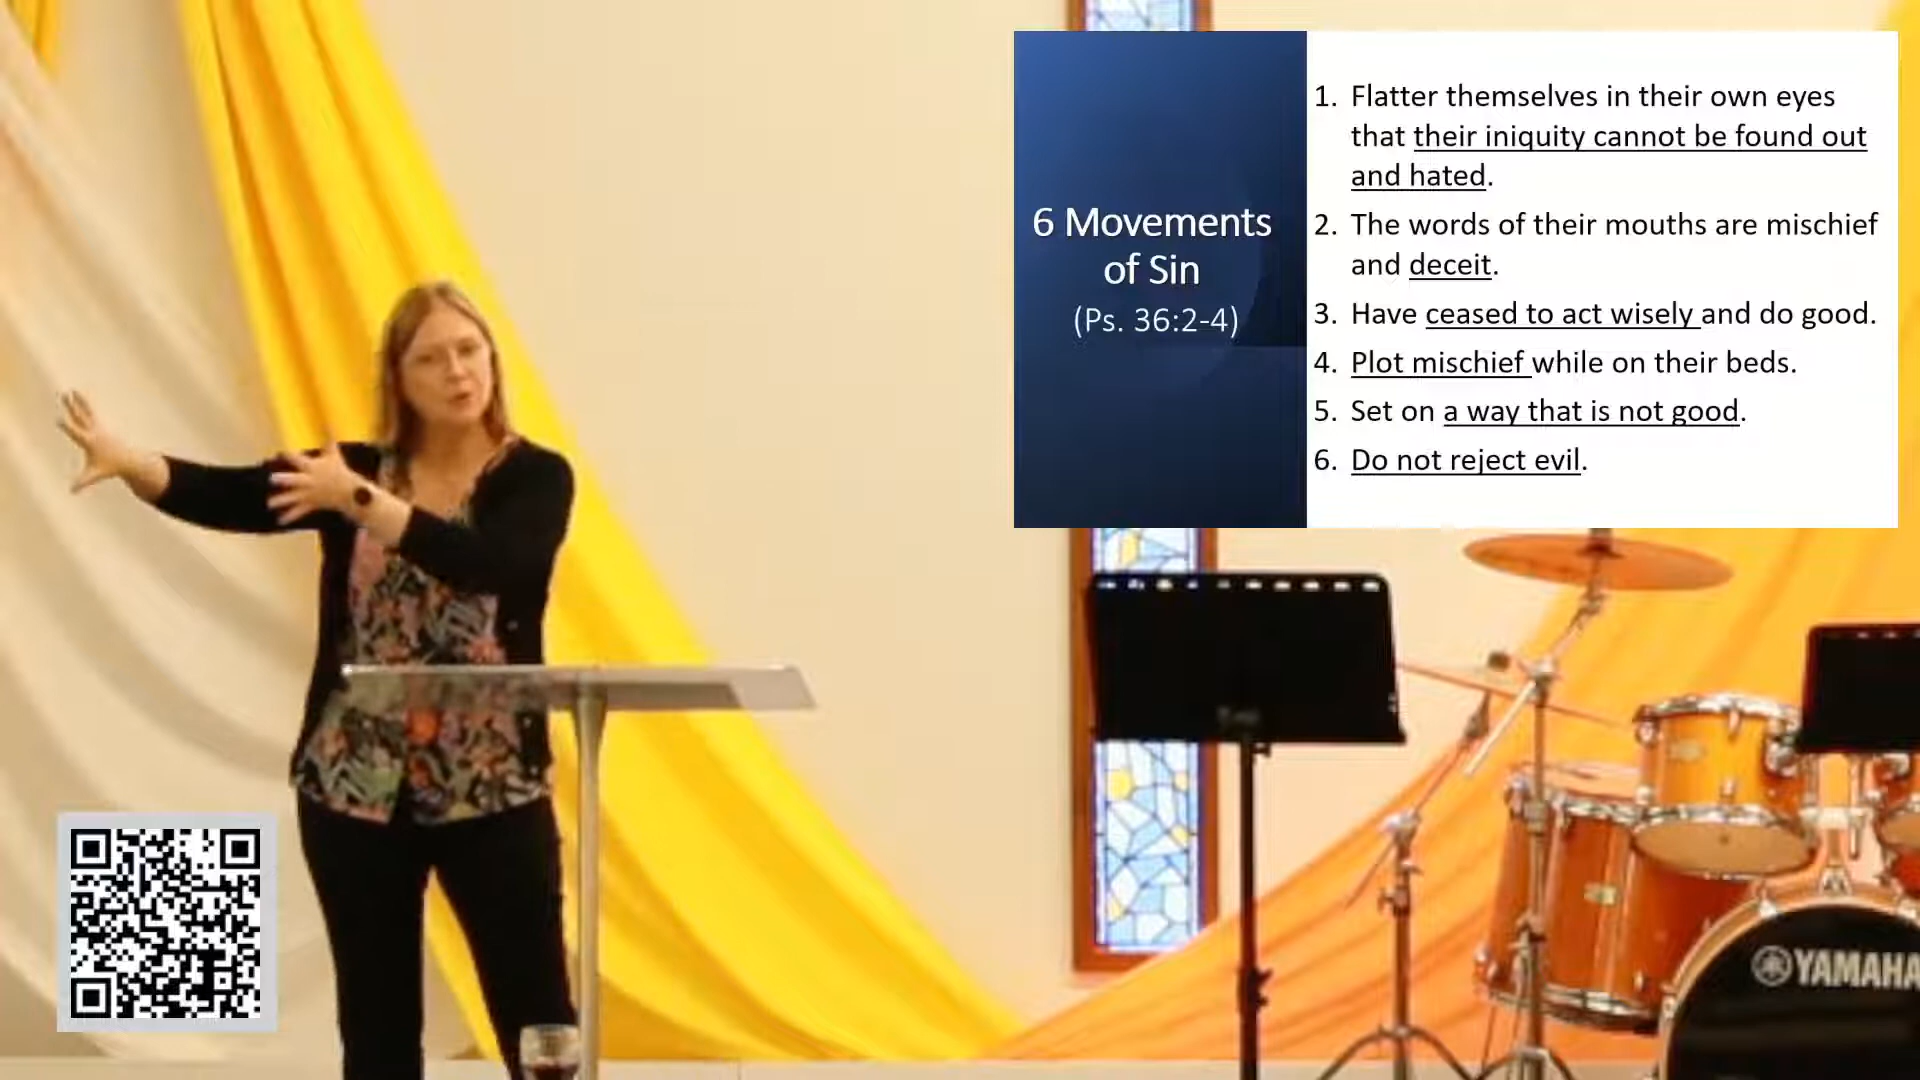 6 Movements
of Sin
(Ps. 36:2-4)
1. Flatter themselves in their own eyes
that their iniquity cannot be found out
and hated.
2. The words of their mouths are mischief
and deceit.
3. Have ceased to act wisely and do good.
4. Plot mischief while on their beds.
5. Set on a way that is not good.
6. Do not reject evil.
YAMAHA